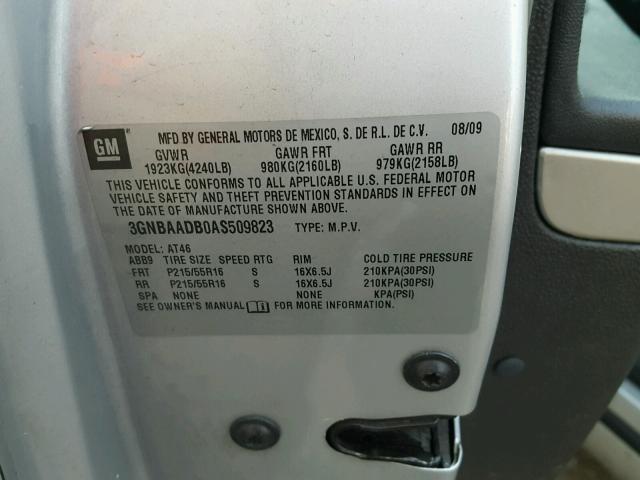 GM
MFD BY GENERAL MOTORS DE MEXICO, S. DE R.L. DE C.V. 08/09
GVWR GAWR FRT GAWR RR
1923KG(4240LB) 980KG(2160LB) 979KG(2158LB)
THIS VEHICLE CONFORMS TO ALL APPLICABLE U.S. FEDERAL MOTOR
VEHICLE SAFETY AND THEFT PREVENTION STANDARDS IN EFFECT ON
THE DATE OF MANUFACTURE SHOWN ABOVE.
3GNBAADB0AS509823 TYPE: M.P.V.
MODEL: AT46
ABB9 TIRE SIZE SPEED RTG RIM COLD TIRE PRESSURE
FRT P215/55R16 S 16X6.5J 210KPA(30PSI)
RR P215/55R16 S 16X6.5J 210KPA(30PSI)
SPA NONE NONE KPA(PSI)
SEE OWNER'S MANUAL FOR MORE INFORMATION.